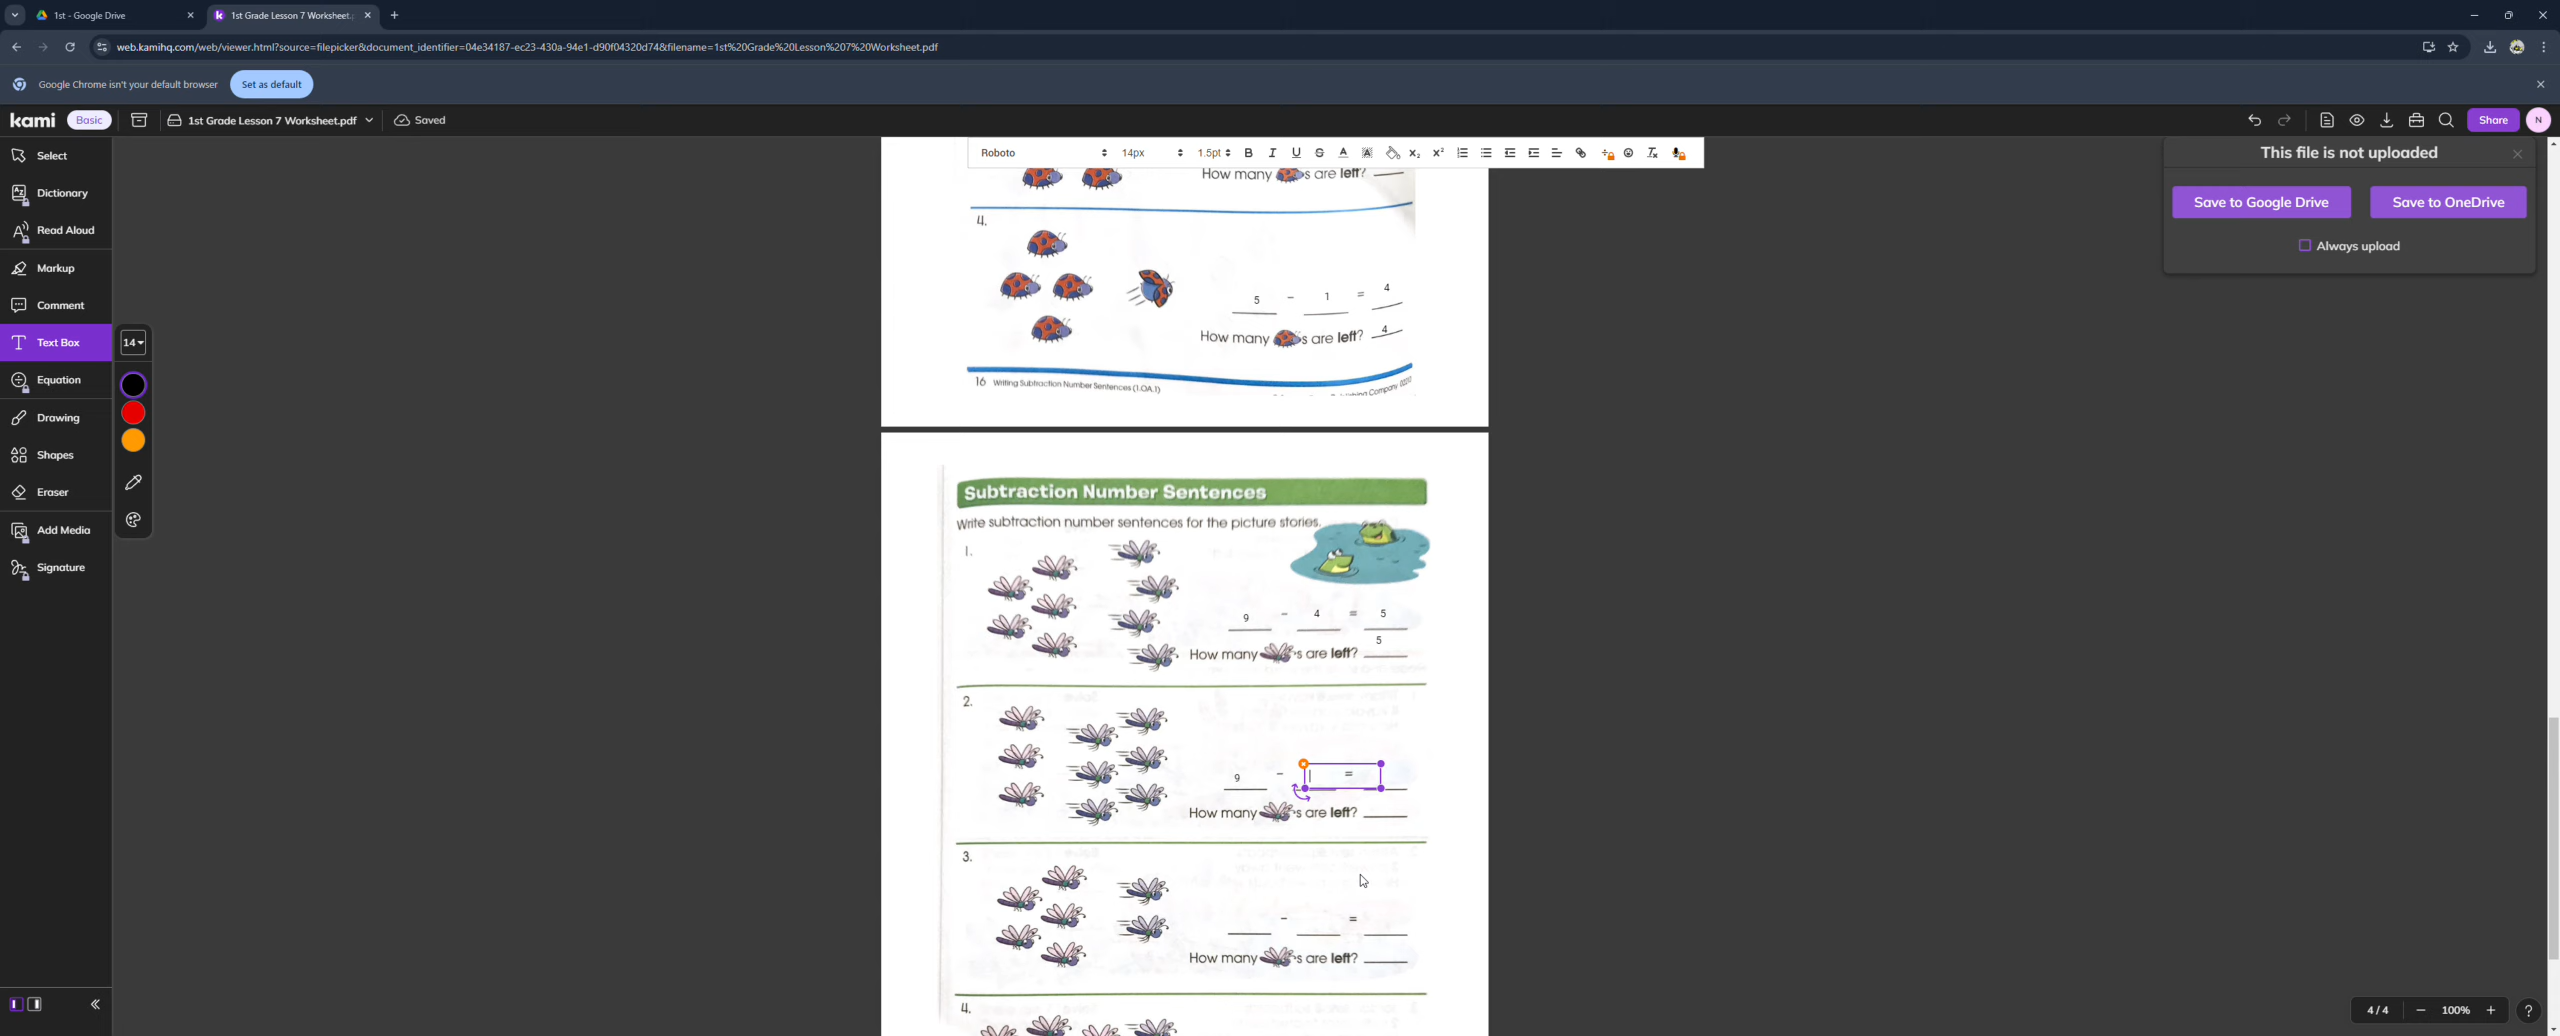 1st - Google Drive
1st Grade Lesson 7 Worksheet.
web.kamihq.com/web/viewer.html?source=filepicker&document_identifier=04e34187-ec23-430a-94e1-d90f04320d74&filename=1st%20Grade%20Lesson%207%20Worksheet.pdf
Google Chrome isn't your default browser
Set as default
kami
Basic
1st Grade Lesson 7 Worksheet.pdf
Saved
Share
N
Select
Dictionary
Read Aloud
Markup
Comment
Text Box
Equation
Drawing
Shapes
Eraser
Add Media
Signature
14
Roboto 14px 1.5pt B I U S A
This file is not uploaded
Save to Google Drive
Save to OneDrive
Always upload
How many s are left?
4.
5 - 1 = 4
How many s are left? 4
16 Writing Subtraction Number Sentences (1.OA.1)
Subtraction Number Sentences
Write subtraction number sentences for the picture stories.
1.
9 - 4 = 5
5
How many s are left?
2.
9 - =
How many s are left?
3.
- =
How many s are left?
4.
4/4
100%
?